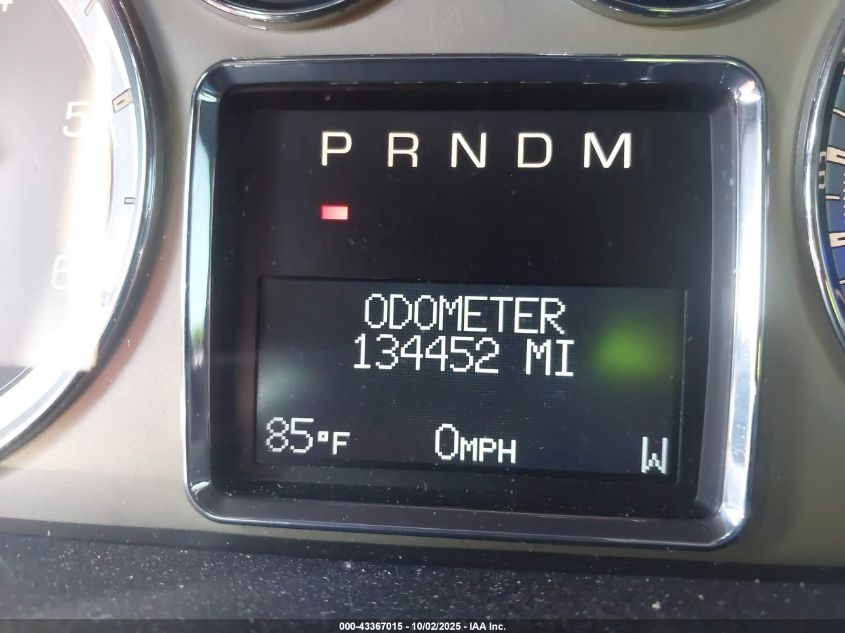 5
6
P R N D M
ODOMETER
134452 MI
85°F 0MPH W
000-43367015 - 10/02/2025 - IAA Inc.